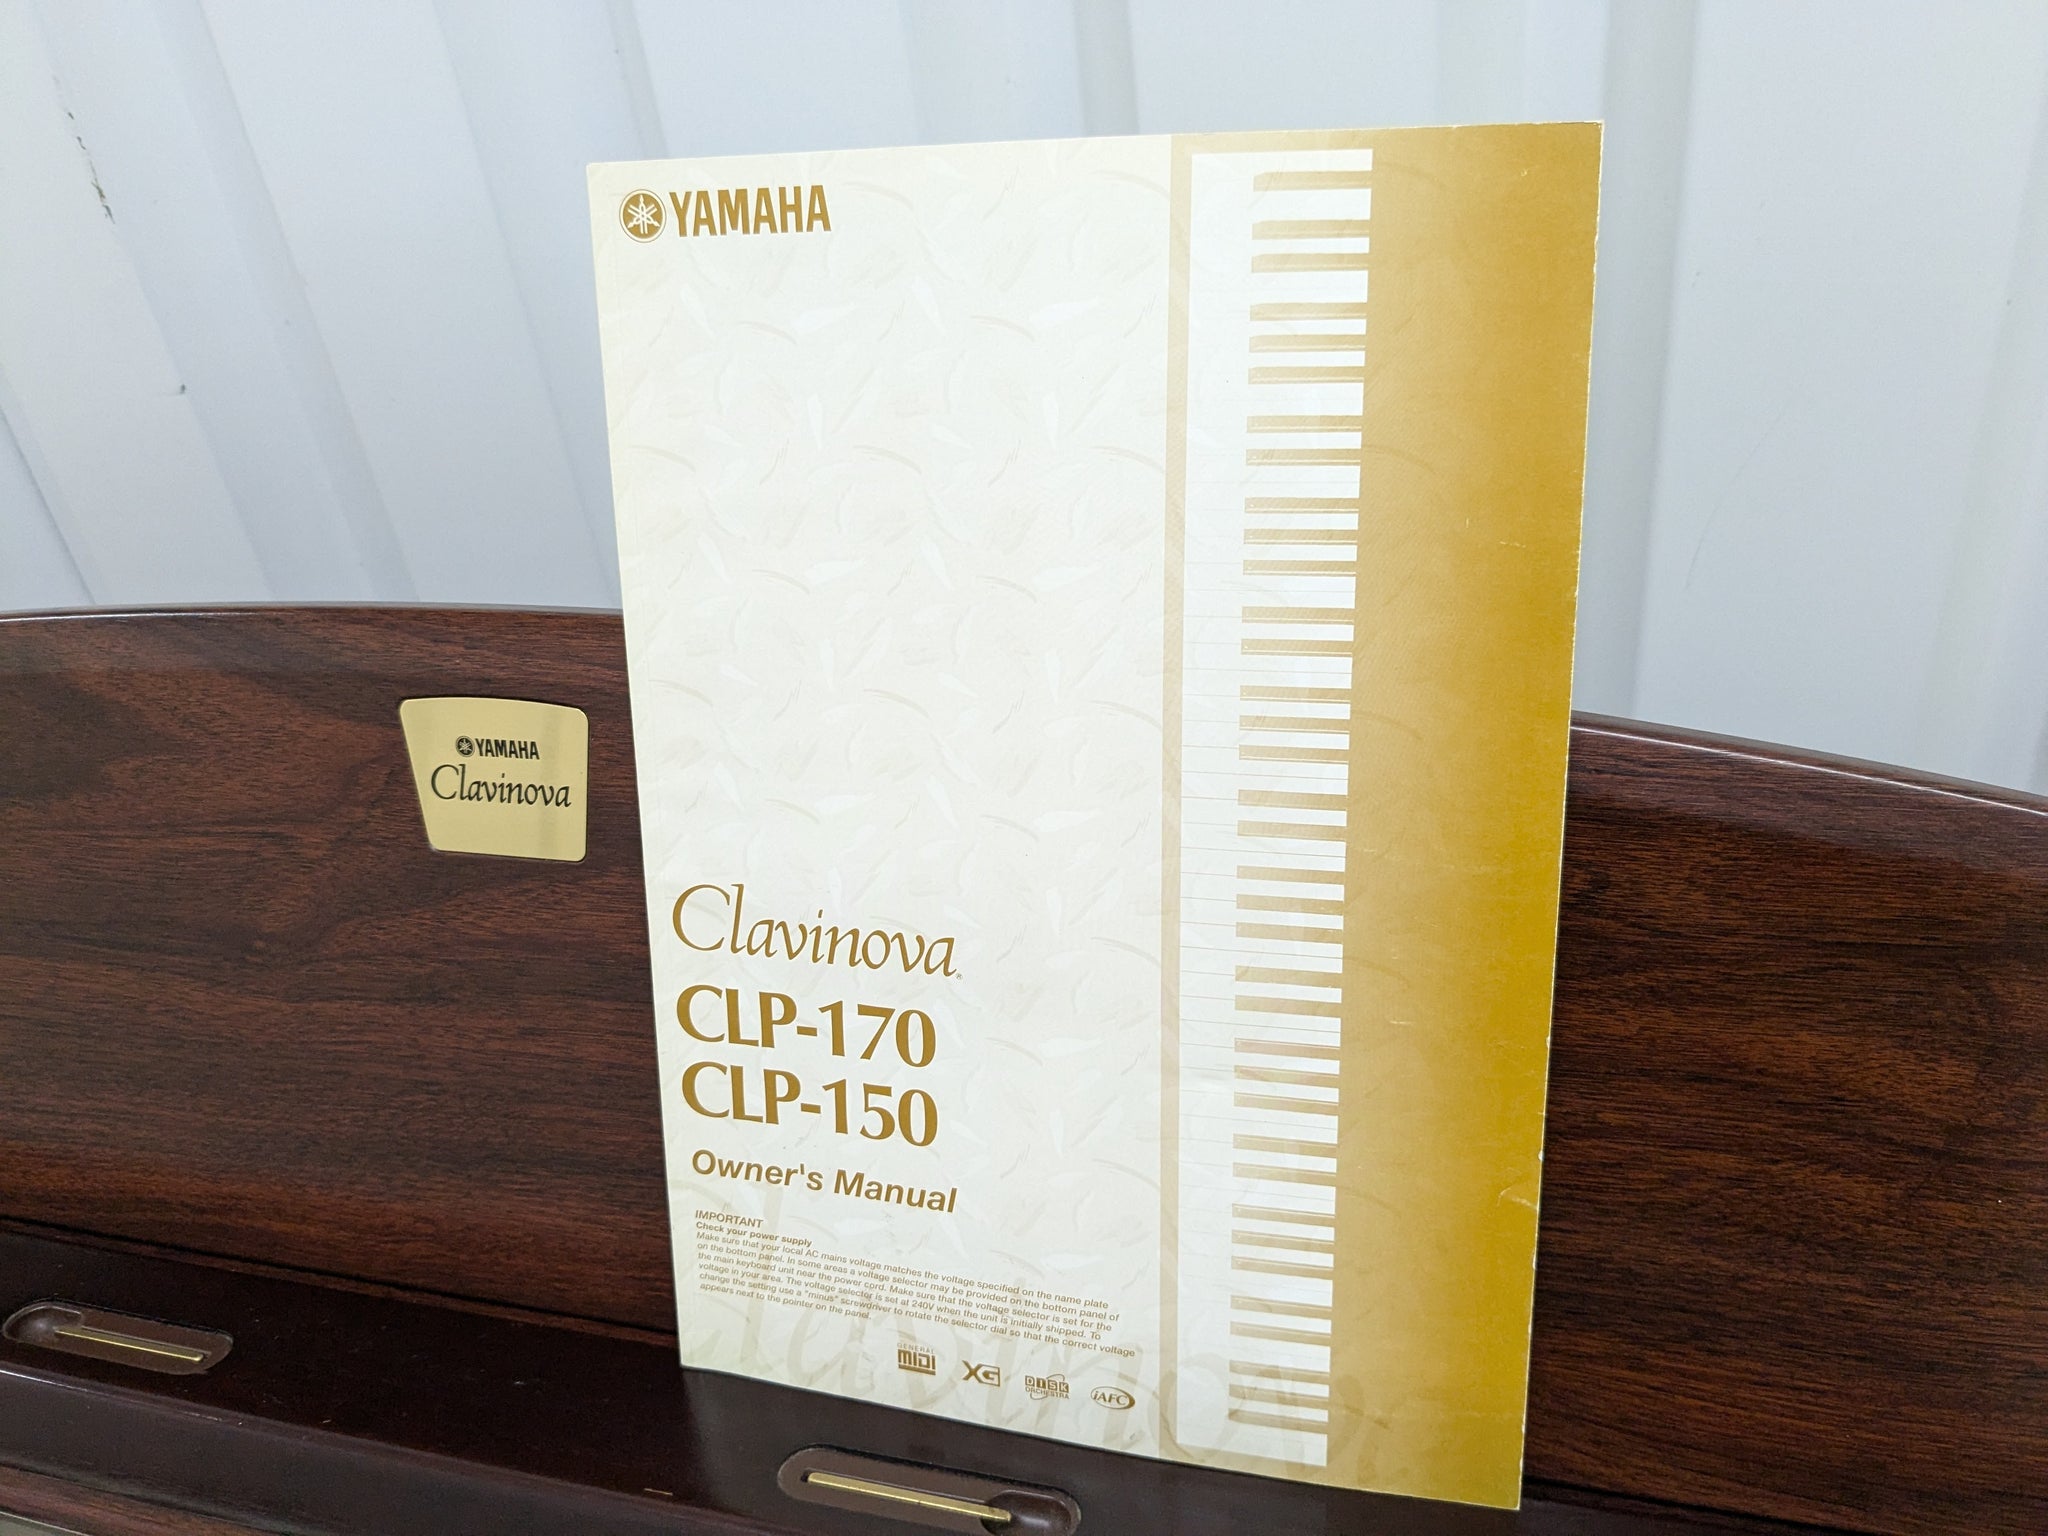 YAMAHA
Clavinova®
CLP-170
CLP-150
Owner's Manual
IMPORTANT
Check your power supply
Make sure that your local AC mains voltage matches the voltage specified on the name plate
on the bottom panel. In some areas a voltage selector may be provided on the bottom panel of
the main keyboard unit near the power cord. Make sure that the voltage selector is set for the
voltage in your area. The voltage selector is set at 240V when the unit is initially shipped. To
change the setting use a "minus" screwdriver to rotate the selector dial so that the correct voltage
appears next to the pointer on the panel.
GENERAL
MIDI
XG
DISK
ORCHESTRA
iAFC
Clavinova
YAMAHA
Clavinova